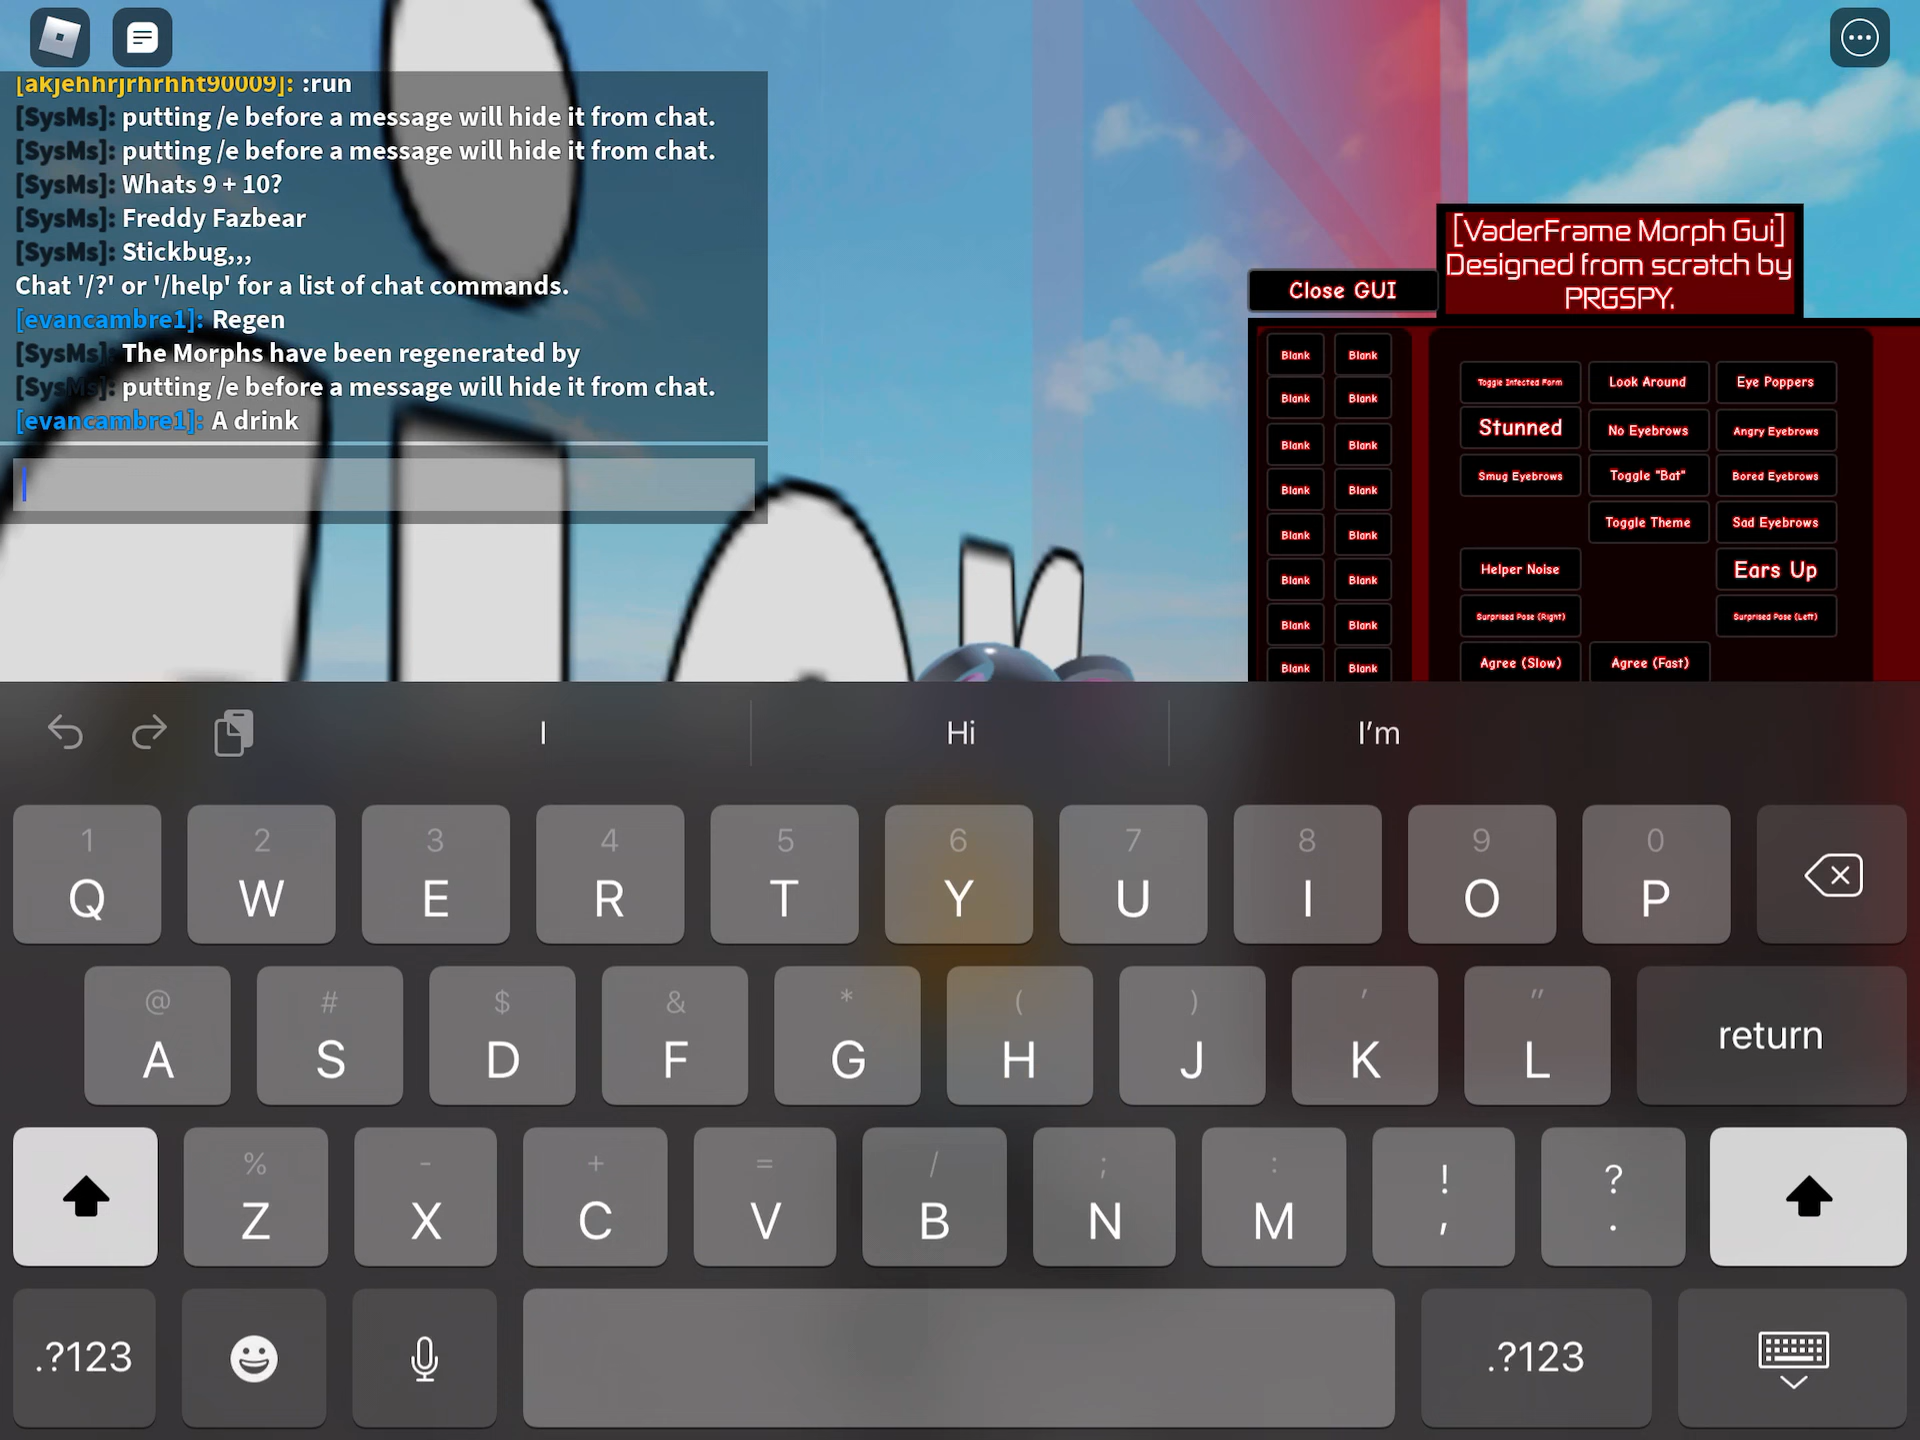 [akjehhrjrhrhht90009]: :run
[SysMs]: putting /e before a message will hide it from chat.
[SysMs]: putting /e before a message will hide it from chat.
[SysMs]: Whats 9 + 10?
[SysMs]: Freddy Fazbear
[SysMs]: Stickbug,,,
Chat '/?' or '/help' for a list of chat commands.
[evancambre1]: Regen
[SysMs]: The Morphs have been regenerated by
[SysMs]: putting /e before a message will hide it from chat.
[evancambre1]: A drink
[VaderFrame Morph Gui]
Designed from scratch by
PRGSPY.
Close GUI
Blank Blank
Blank Blank
Blank Blank
Blank Blank
Blank Blank
Blank Blank
Blank Blank
Blank Blank
Toggle Infected Form Look Around Eye Poppers
Stunned No Eyebrows Angry Eyebrows
Smug Eyebrows Toggle "Bat" Bored Eyebrows
Toggle Theme Sad Eyebrows
Helper Noise Ears Up
Surprised Pose (Right) Surprised Pose (Left)
Agree (Slow) Agree (Fast)
I Hi I’m
1 2 3 4 5 6 7 8 9 0
Q W E R T Y U I O P
@ # $ & * ( ) ' "
A S D F G H J K L return
% - + = / ; : ! ?
Z X C V B N M , .
.?123 .?123